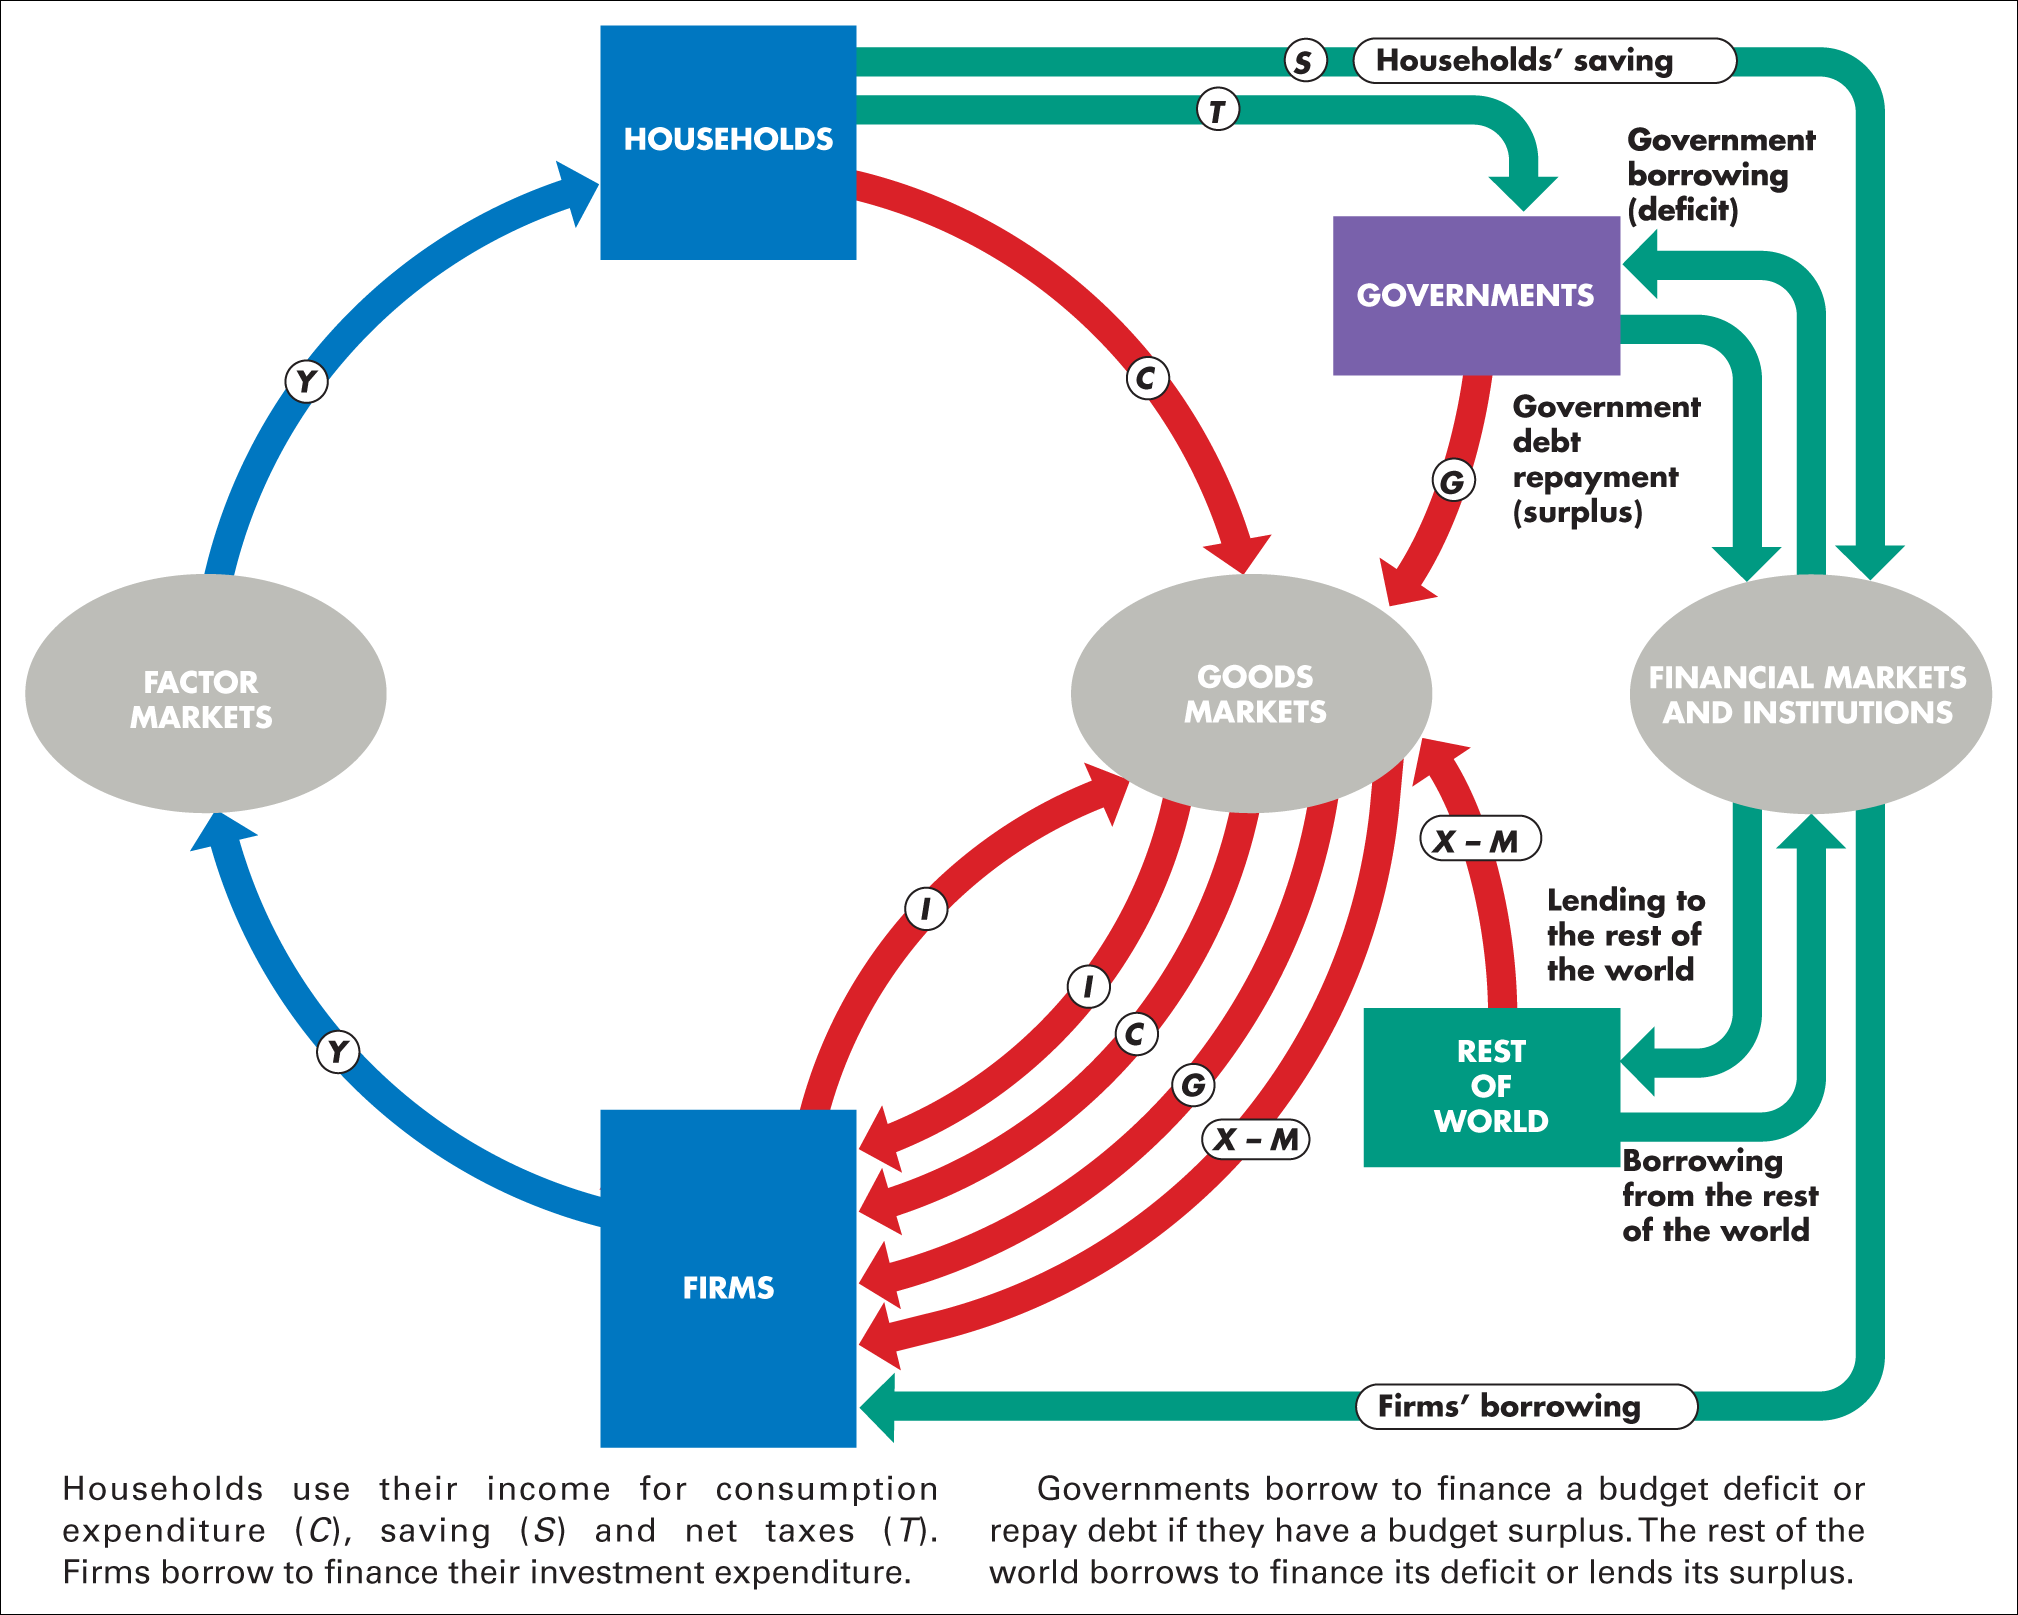 HOUSEHOLDS
S
Households’ saving
T
Government
borrowing
(deficit)
GOVERNMENTS
Y
C
Government
debt
repayment
(surplus)
G
FACTOR
MARKETS
GOODS
MARKETS
FINANCIAL MARKETS
AND INSTITUTIONS
X – M
I
Lending to
the rest of
the world
I
C
Y
G
X – M
REST
OF
WORLD
Borrowing
from the rest
of the world
FIRMS
Firms’ borrowing
Households use their income for consumption
expenditure (C), saving (S) and net taxes (T).
Firms borrow to finance their investment expenditure.
Governments borrow to finance a budget deficit or
repay debt if they have a budget surplus. The rest of the
world borrows to finance its deficit or lends its surplus.